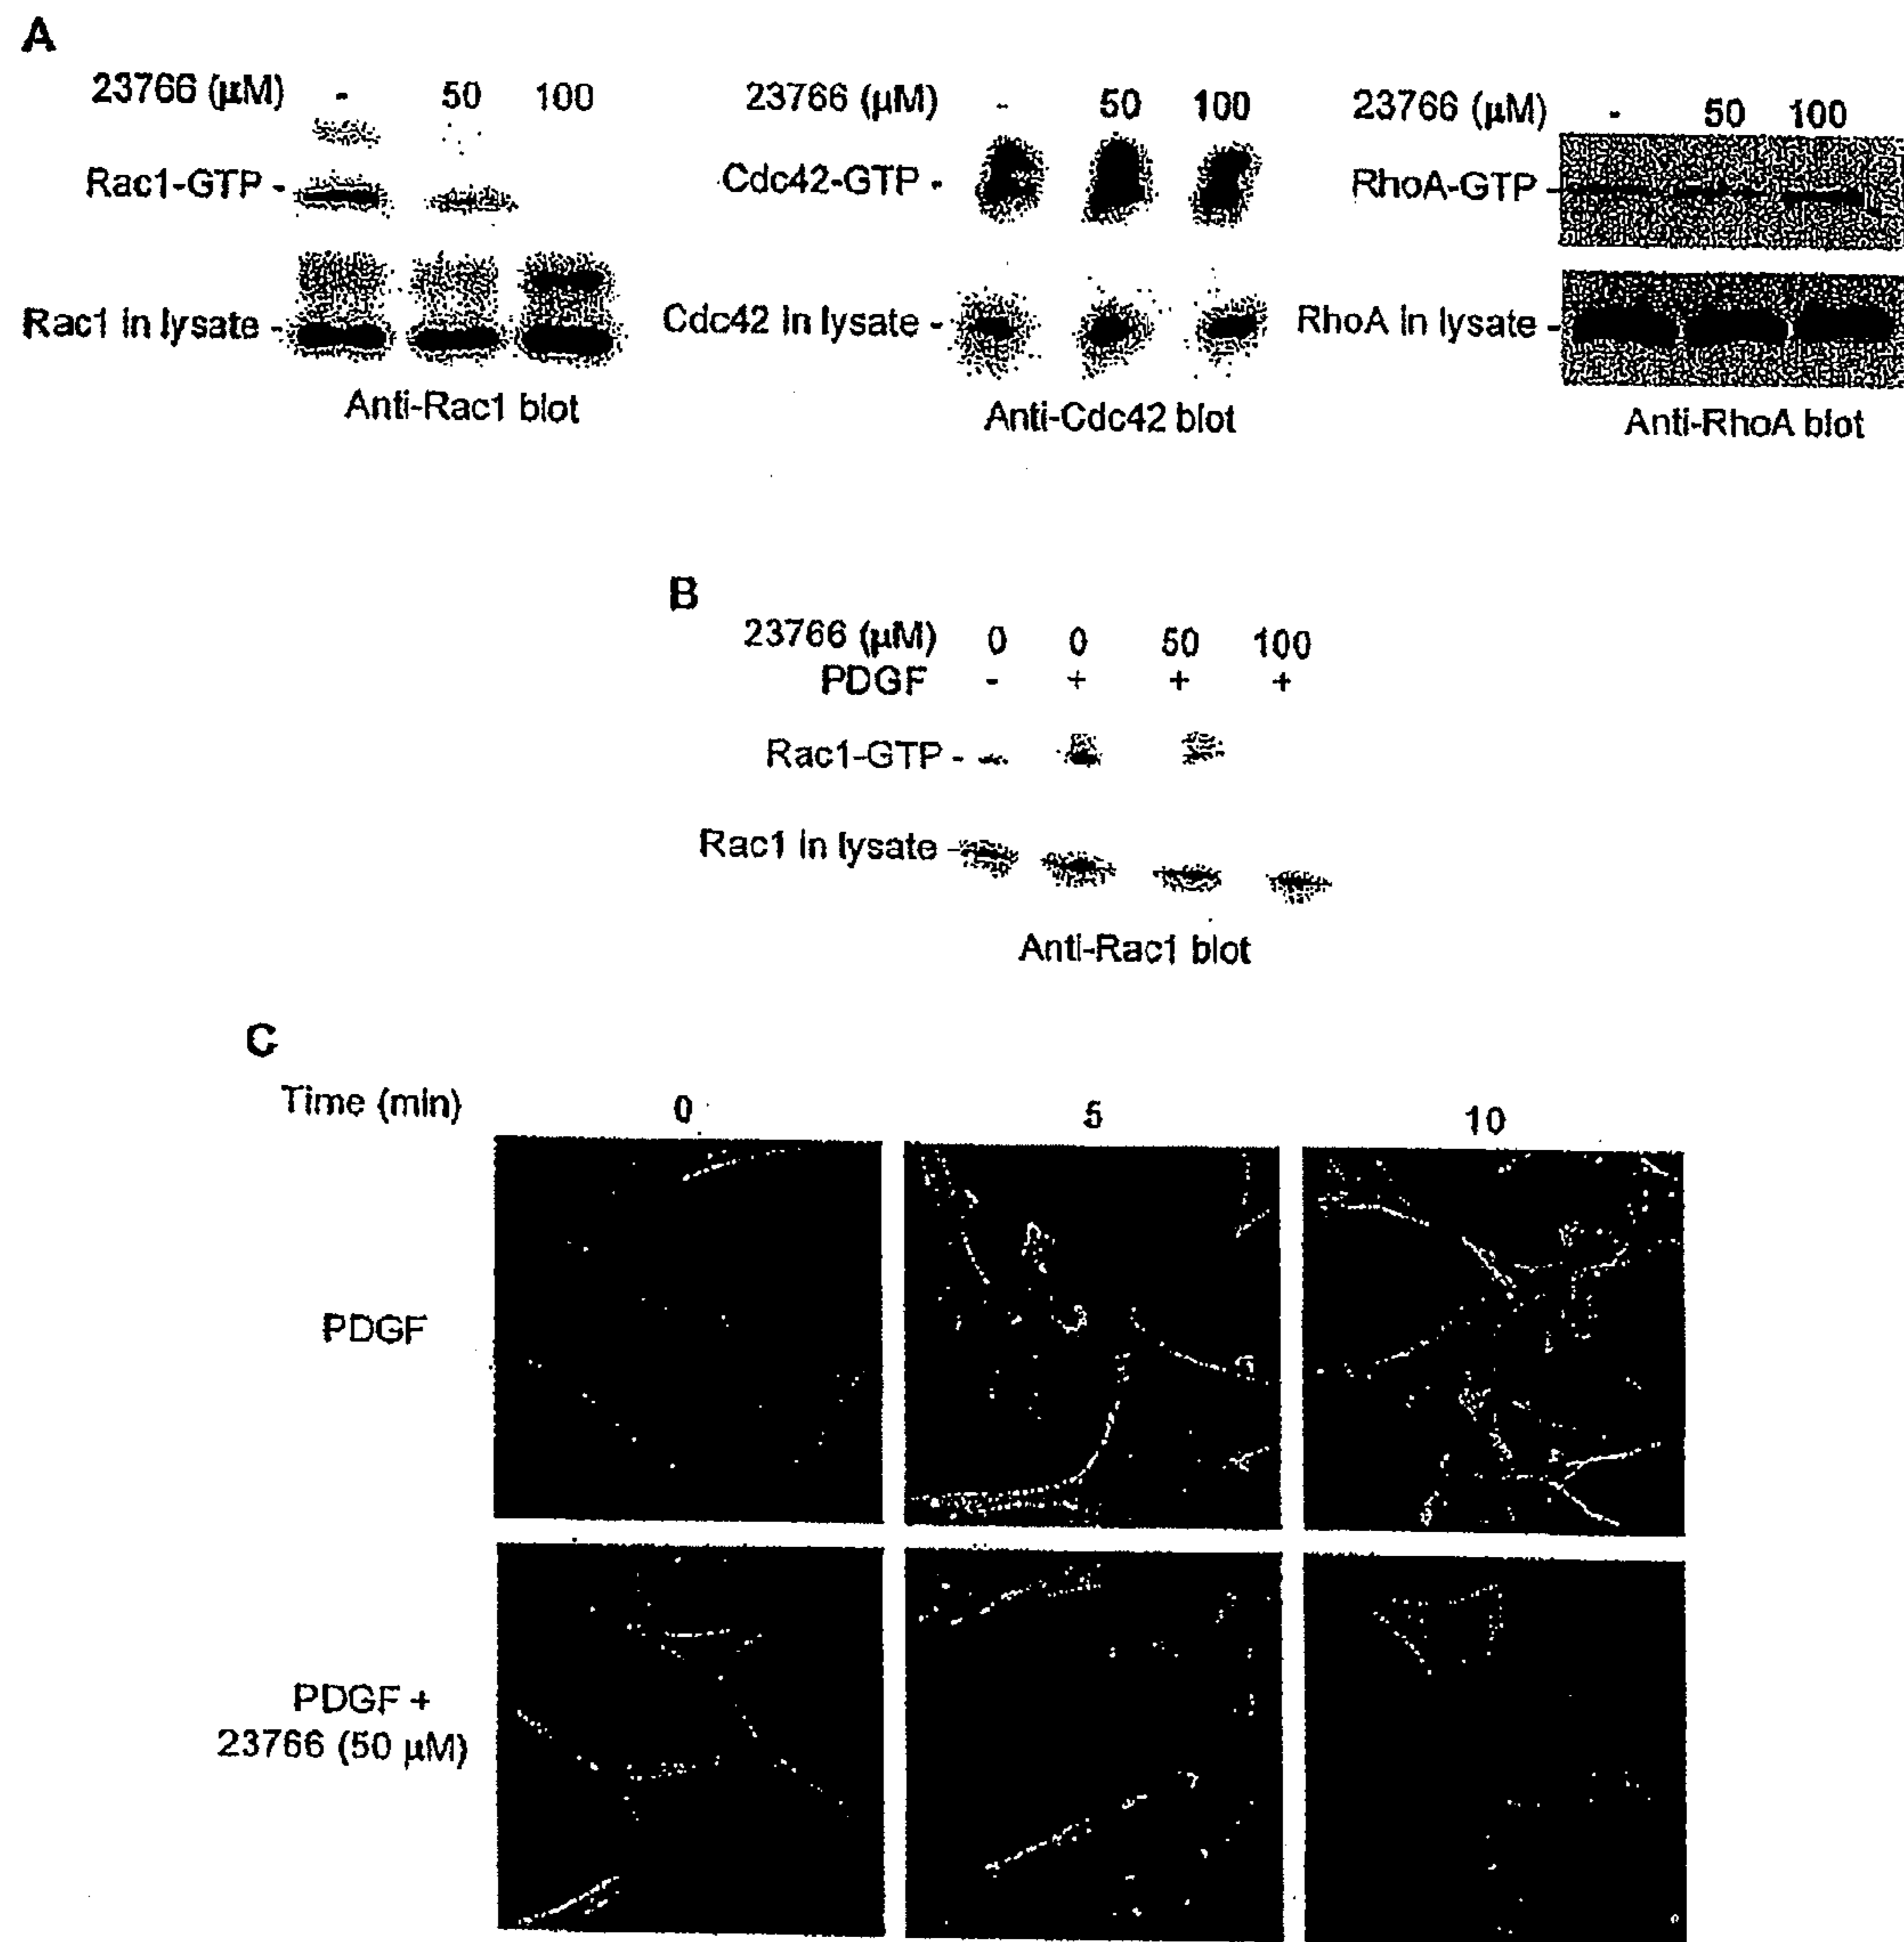 A
23766 (μM) - 50 100
Rac1-GTP -
Rac1 in lysate -
Anti-Rac1 blot
23766 (μM) - 50 100
Cdc42-GTP -
Cdc42 in lysate -
Anti-Cdc42 blot
23766 (μM) - 50 100
RhoA-GTP -
RhoA in lysate -
Anti-RhoA blot
B
23766 (μM) 0 0 50 100
PDGF - + + +
Rac1-GTP -
Rac1 in lysate -
Anti-Rac1 blot
C
Time (min) 0 5 10
PDGF
PDGF +
23766 (50 μM)